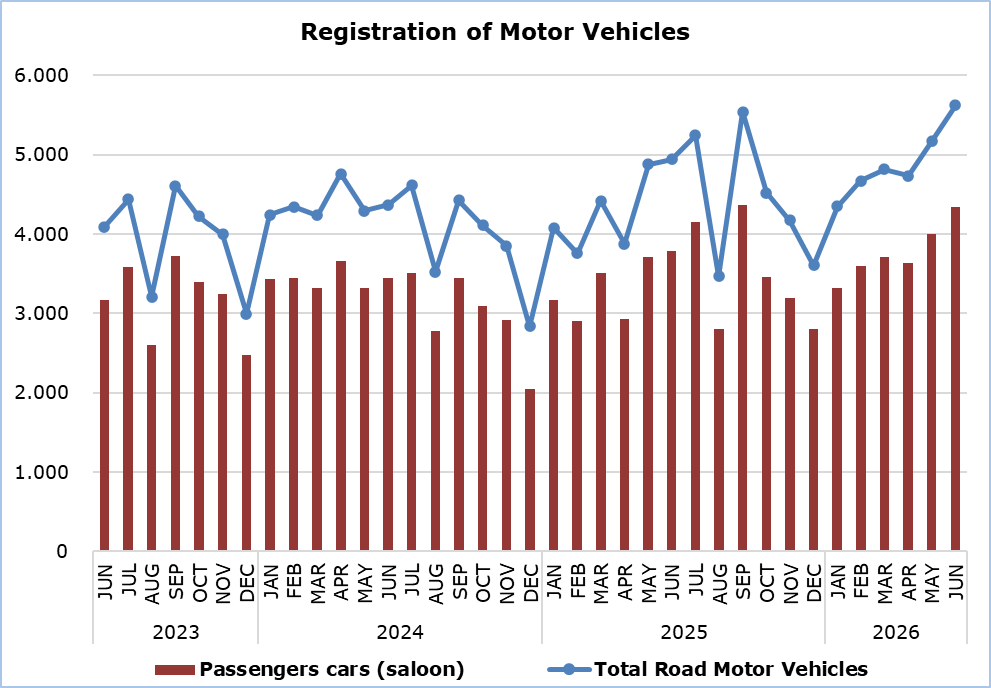 Registration of Motor Vehicles
6.000
5.000
4.000
3.000
2.000
1.000
0
JUN JUL AUG SEP OCT NOV DEC JAN FEB MAR APR MAY JUN JUL AUG SEP OCT NOV DEC JAN FEB MAR APR MAY JUN JUL AUG SEP OCT NOV DEC JAN FEB MAR APR MAY JUN
2023 2024 2025 2026
Passengers cars (saloon) Total Road Motor Vehicles